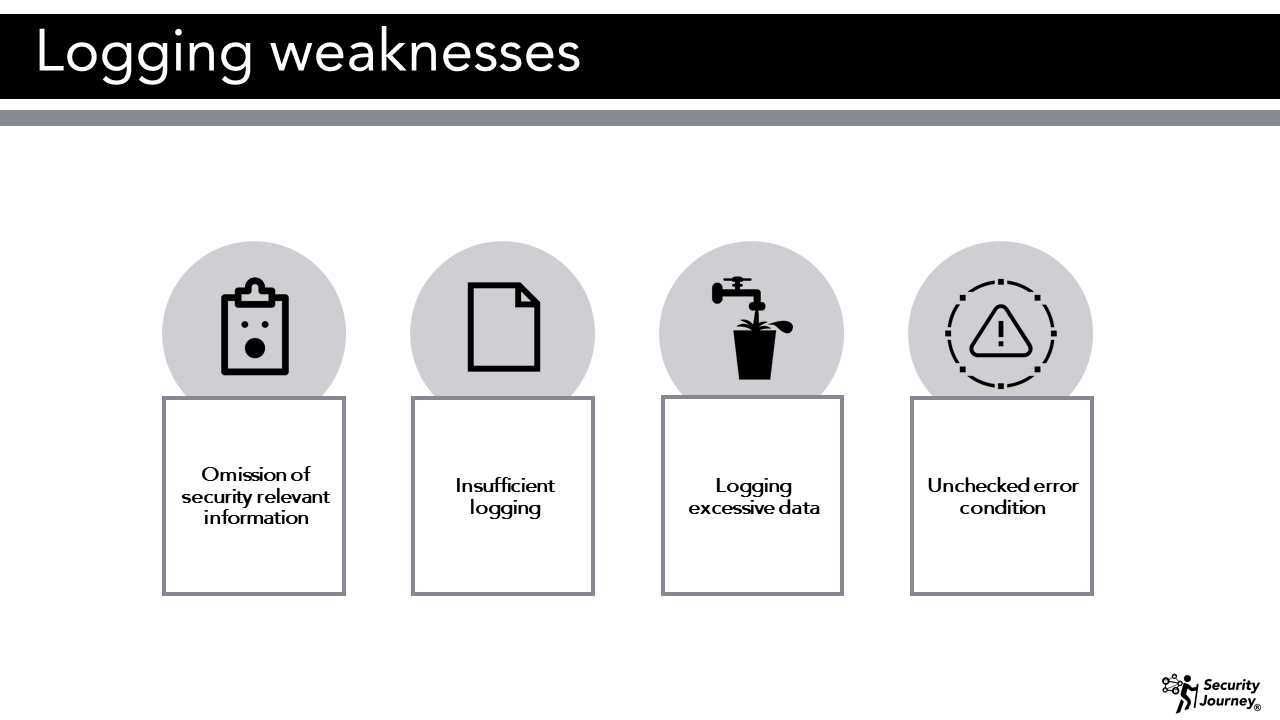 Logging weaknesses
Omission of
security relevant
information
Insufficient
logging
Logging
excessive data
Unchecked error
condition
Security
Journey®